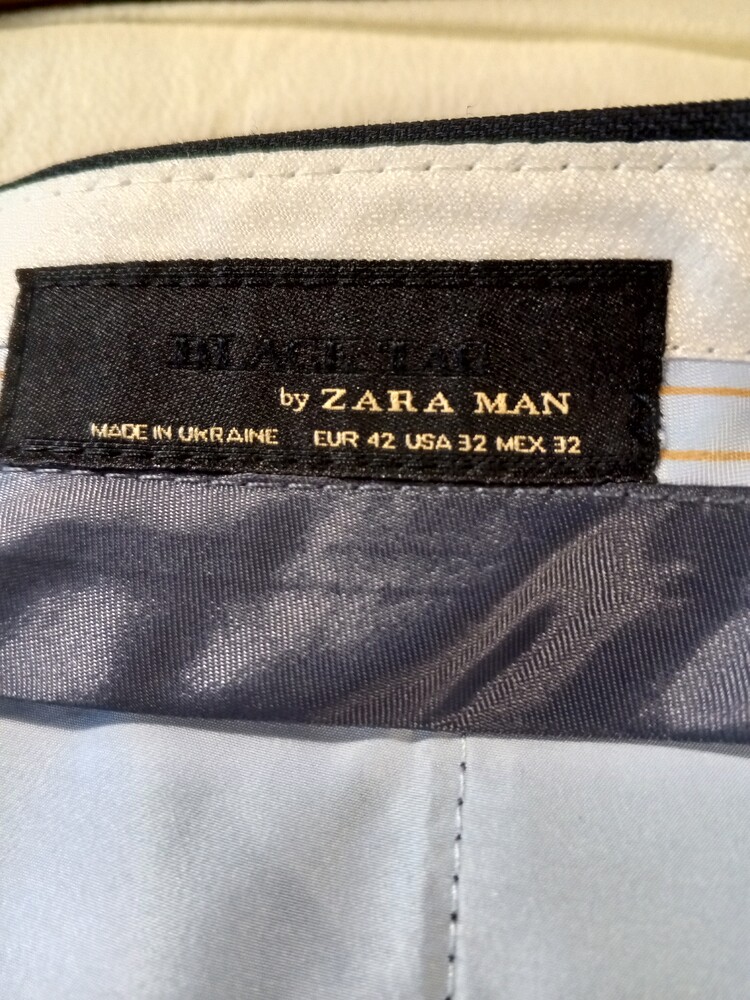 BLACK TAG
by ZARA MAN
MADE IN UKRAINE EUR 42 USA 32 MEX 32